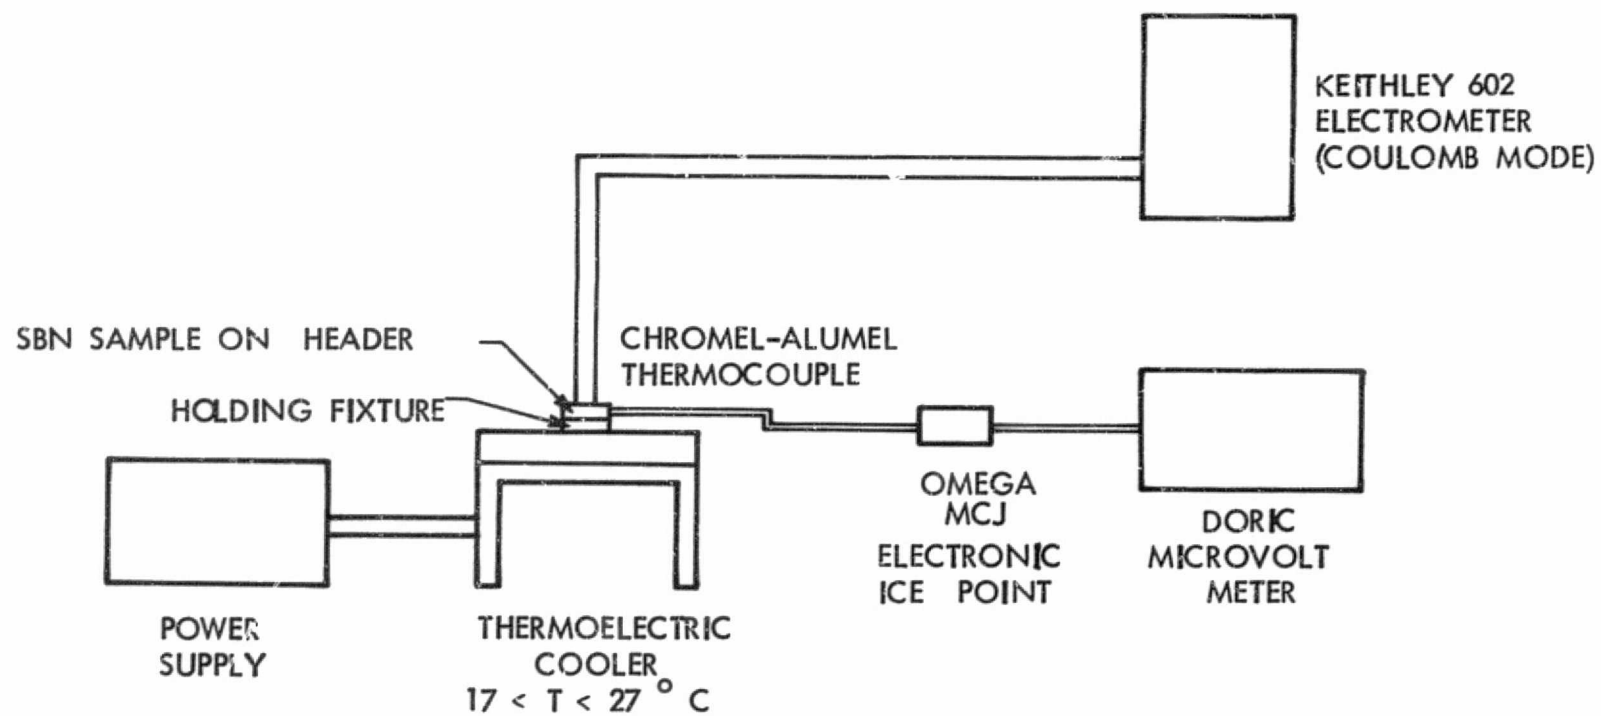 KEITHLEY 602
ELECTROMETER
(COULOMB MODE)
SBN SAMPLE ON HEADER
CHROMEL-ALUMEL
THERMOCOUPLE
HOLDING FIXTURE
OMEGA
MCJ
ELECTRONIC
ICE POINT
DORIC
MICROVOLT
METER
POWER
SUPPLY
THERMOELECTRIC
COOLER
17 < T < 27 ° C